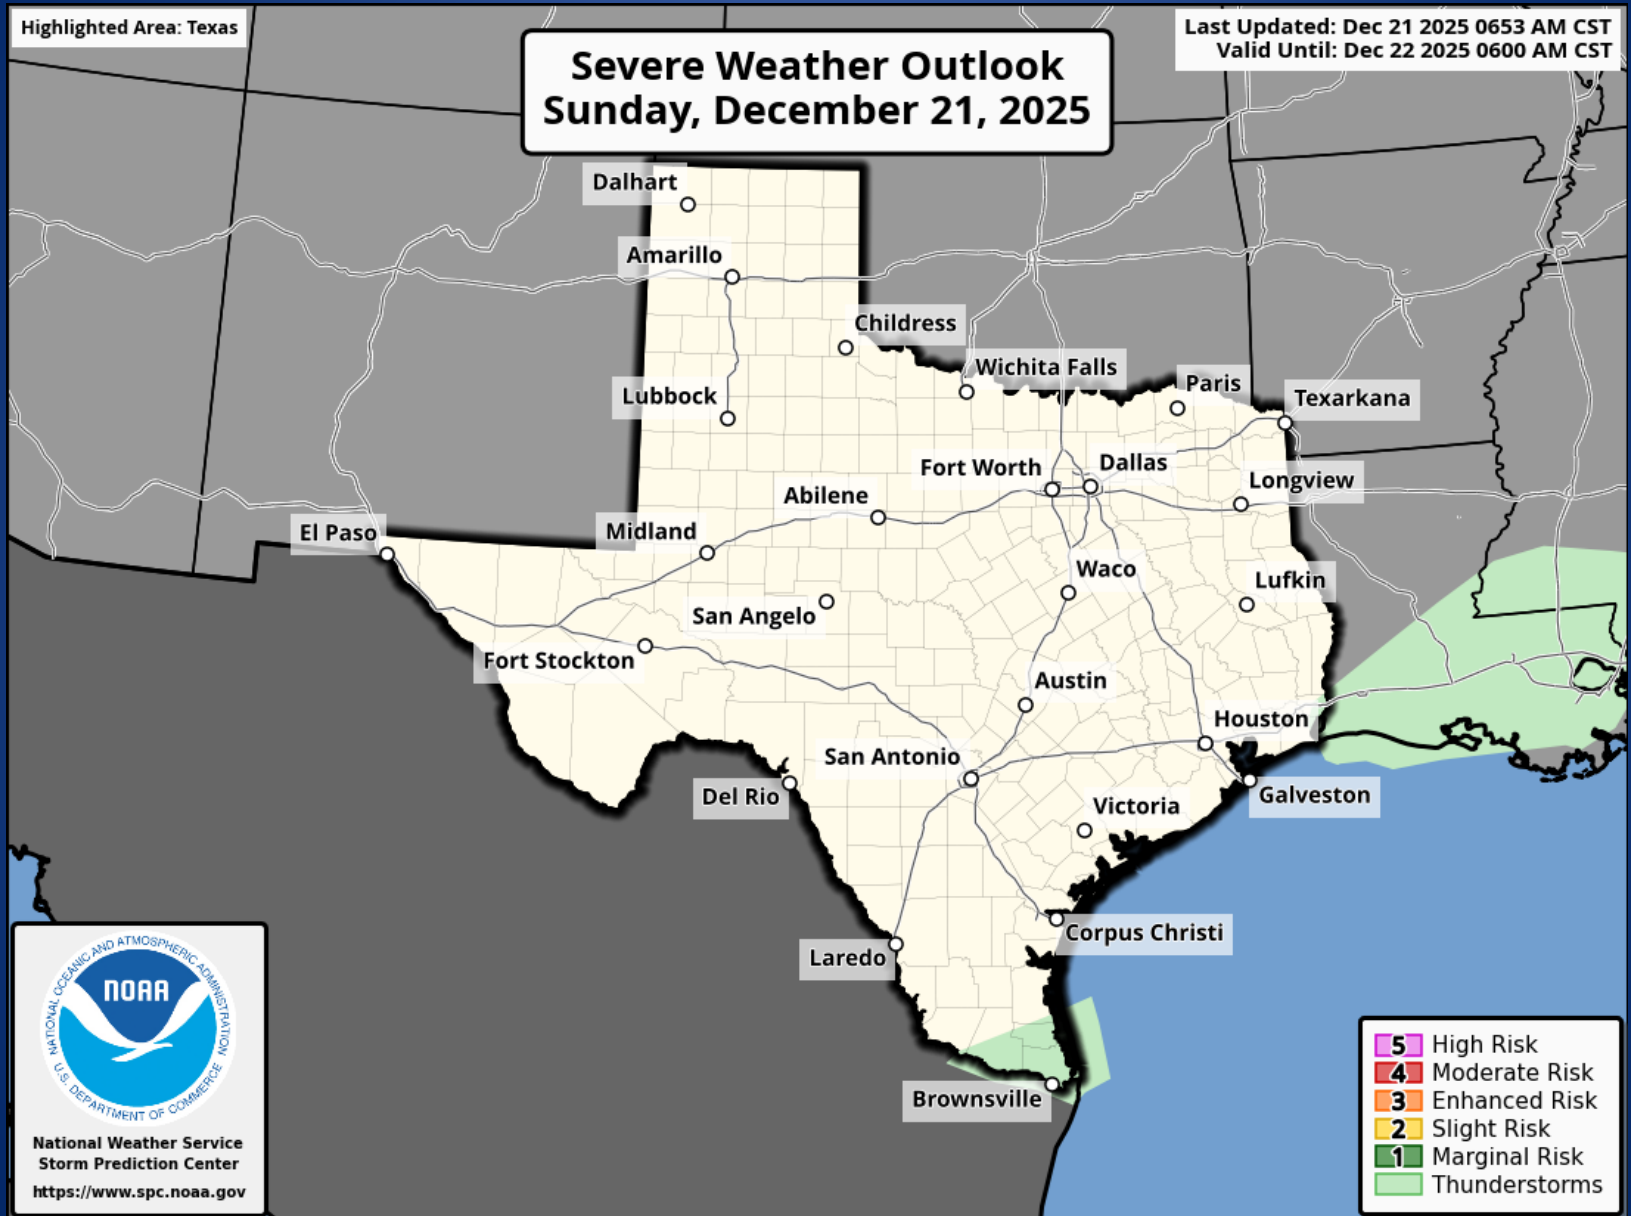 Highlighted Area: Texas
Severe Weather Outlook
Sunday, December 21, 2025
Last Updated: Dec 21 2025 0653 AM CST
Valid Until: Dec 22 2025 0600 AM CST
Dalhart
Amarillo
Childress
Wichita Falls
Paris
Texarkana
Lubbock
Fort Worth
Dallas
Longview
Abilene
El Paso
Midland
Waco
Lufkin
San Angelo
Fort Stockton
Austin
Houston
San Antonio
Del Rio
Galveston
Victoria
Corpus Christi
Laredo
Brownsville
NATIONAL OCEANIC AND ATMOSPHERIC ADMINISTRATION
NOAA
U.S. DEPARTMENT OF COMMERCE
National Weather Service
Storm Prediction Center
https://www.spc.noaa.gov
5 High Risk
4 Moderate Risk
3 Enhanced Risk
2 Slight Risk
1 Marginal Risk
Thunderstorms